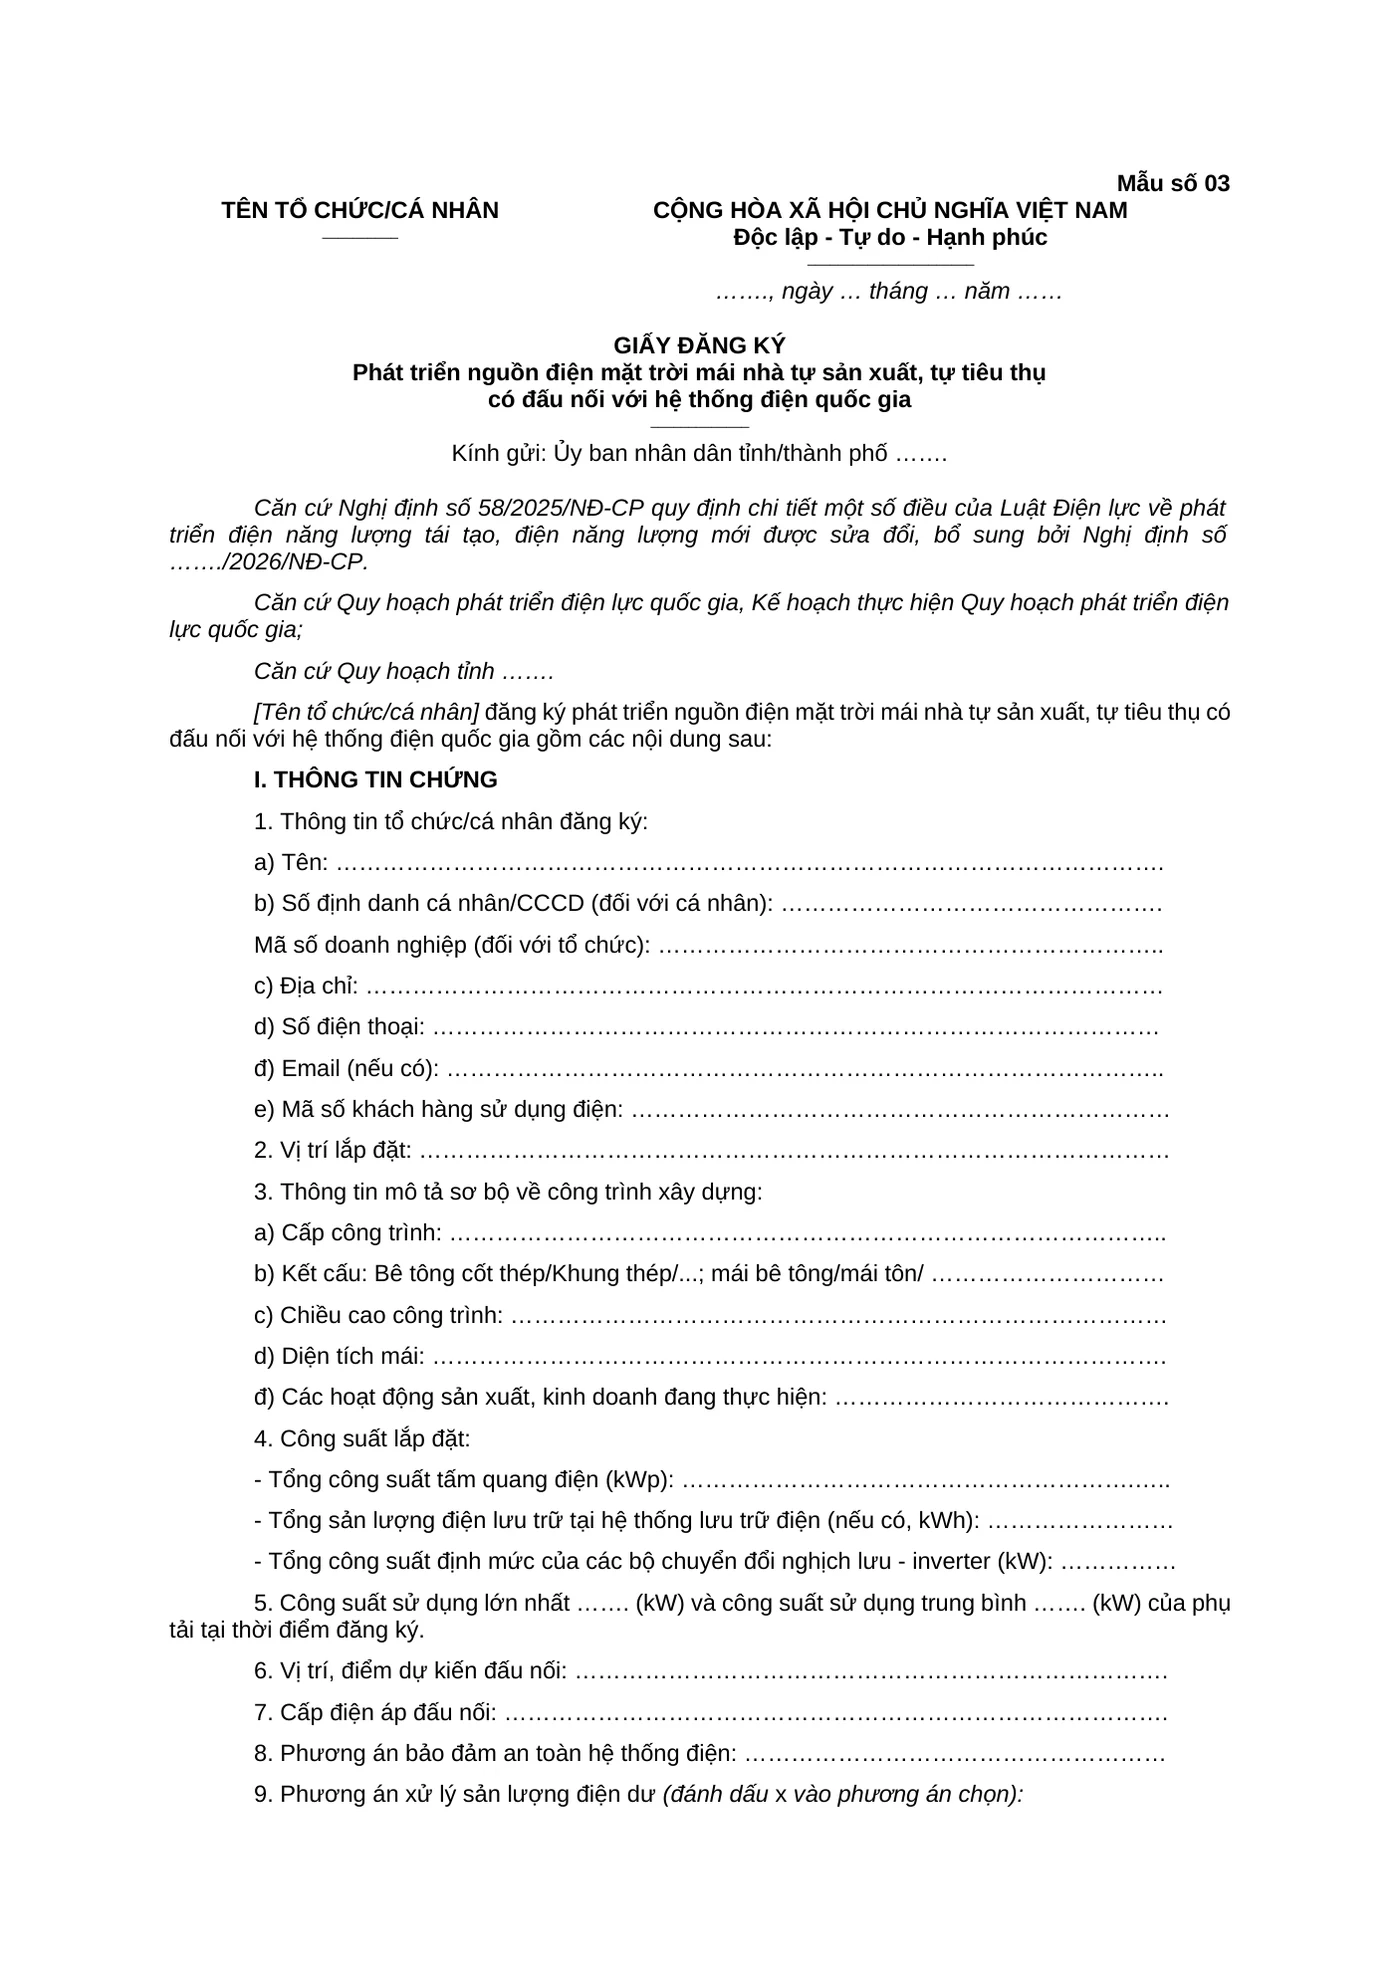 Mẫu số 03
TÊN TỔ CHỨC/CÁ NHÂN
CỘNG HÒA XÃ HỘI CHỦ NGHĨA VIỆT NAM
Độc lập - Tự do - Hạnh phúc
……., ngày … tháng … năm ……
GIẤY ĐĂNG KÝ
Phát triển nguồn điện mặt trời mái nhà tự sản xuất, tự tiêu thụ
có đấu nối với hệ thống điện quốc gia
Kính gửi: Ủy ban nhân dân tỉnh/thành phố …….
Căn cứ Nghị định số 58/2025/NĐ-CP quy định chi tiết một số điều của Luật Điện lực về phát
triển điện năng lượng tái tạo, điện năng lượng mới được sửa đổi, bổ sung bởi Nghị định số
……./2026/NĐ-CP.
Căn cứ Quy hoạch phát triển điện lực quốc gia, Kế hoạch thực hiện Quy hoạch phát triển điện
lực quốc gia;
Căn cứ Quy hoạch tỉnh …….
[Tên tổ chức/cá nhân] đăng ký phát triển nguồn điện mặt trời mái nhà tự sản xuất, tự tiêu thụ có
đấu nối với hệ thống điện quốc gia gồm các nội dung sau:
I. THÔNG TIN CHỨNG
1. Thông tin tổ chức/cá nhân đăng ký:
a) Tên: …………………………………………………………………………………………….
b) Số định danh cá nhân/CCCD (đối với cá nhân): ………………………………………….
Mã số doanh nghiệp (đối với tổ chức): ………………………………………………………..
c) Địa chỉ: …………………………………………………………………………………………
d) Số điện thoại: …………………………………………………………………………………
đ) Email (nếu có): ………………………………………………………………………………..
e) Mã số khách hàng sử dụng điện: ……………………………………………………………
2. Vị trí lắp đặt: ……………………………………………………………………………………
3. Thông tin mô tả sơ bộ về công trình xây dựng:
a) Cấp công trình: ………………………………………………………………………………..
b) Kết cấu: Bê tông cốt thép/Khung thép/...; mái bê tông/mái tôn/ …………………………
c) Chiều cao công trình: …………………………………………………………………………
d) Diện tích mái: ………………………………………………………………………………….
đ) Các hoạt động sản xuất, kinh doanh đang thực hiện: …………………………………….
4. Công suất lắp đặt:
- Tổng công suất tấm quang điện (kWp): ………………………………………………….…..
- Tổng sản lượng điện lưu trữ tại hệ thống lưu trữ điện (nếu có, kWh): ……………………
- Tổng công suất định mức của các bộ chuyển đổi nghịch lưu - inverter (kW): ……………
5. Công suất sử dụng lớn nhất ……. (kW) và công suất sử dụng trung bình ……. (kW) của phụ
tải tại thời điểm đăng ký.
6. Vị trí, điểm dự kiến đấu nối: ………………………………………………………………….
7. Cấp điện áp đấu nối: ………………………………………………………………………….
8. Phương án bảo đảm an toàn hệ thống điện: ………………………………………………
9. Phương án xử lý sản lượng điện dư (đánh dấu x vào phương án chọn):